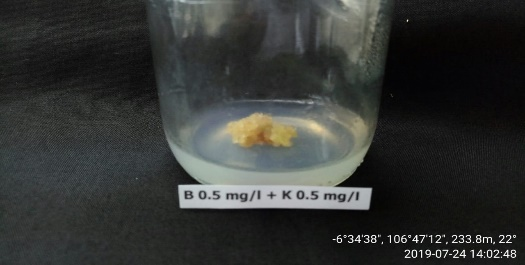 B 0.5 mg/l + K 0.5 mg/l
-6°34'38", 106°47'12", 233.8m, 22°
2019-07-24 14:02:48